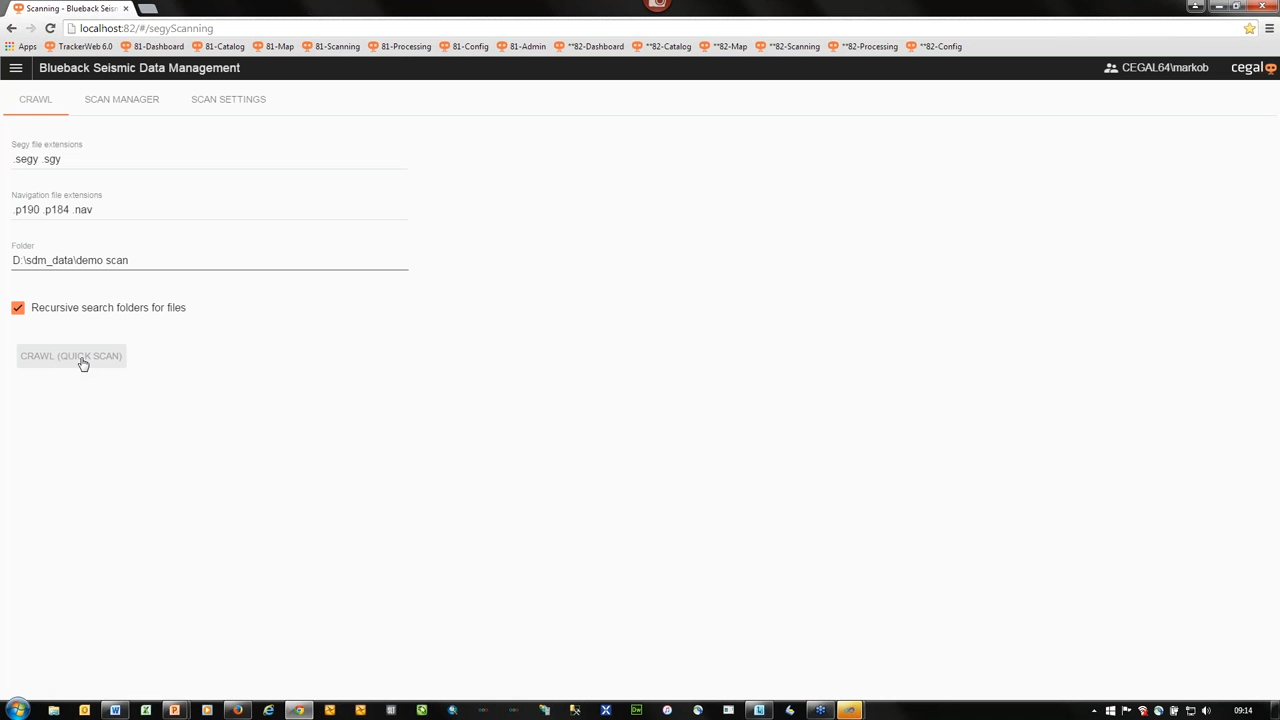 Scanning - Blueback Seisn
localhost:82/#/segyScanning
Apps TrackerWeb 6.0 81-Dashboard 81-Catalog 81-Map 81-Scanning 81-Processing 81-Config 81-Admin **82-Dashboard **82-Catalog **82-Map **82-Scanning **82-Processing **82-Config
Blueback Seismic Data Management CEGAL64\markob cegal
CRAWL SCAN MANAGER SCAN SETTINGS
Segy file extensions
.segy .sgy
Navigation file extensions
.p190 .p184 .nav
Folder
D:\sdm_data\demo scan
Recursive search folders for files
CRAWL (QUICK SCAN)
09:14